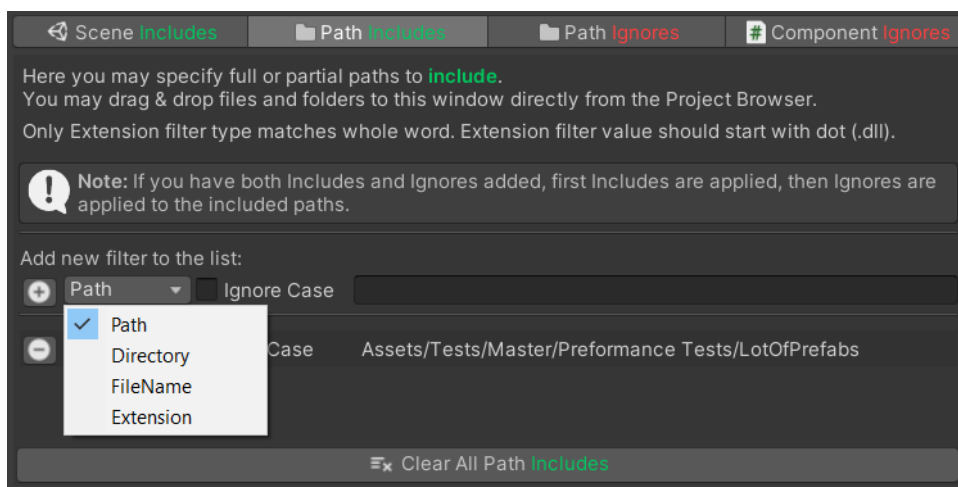 Scene Includes
Path Includes
Path Ignores
# Component Ignores
Here you may specify full or partial paths to include.
You may drag & drop files and folders to this window directly from the Project Browser.
Only Extension filter type matches whole word. Extension filter value should start with dot (.dll).
Note: If you have both Includes and Ignores added, first Includes are applied, then Ignores are
applied to the included paths.
Add new filter to the list:
Path
Ignore Case
Path
Case
Assets/Tests/Master/Preformance Tests/LotOfPrefabs
Directory
FileName
Extension
Clear All Path Includes